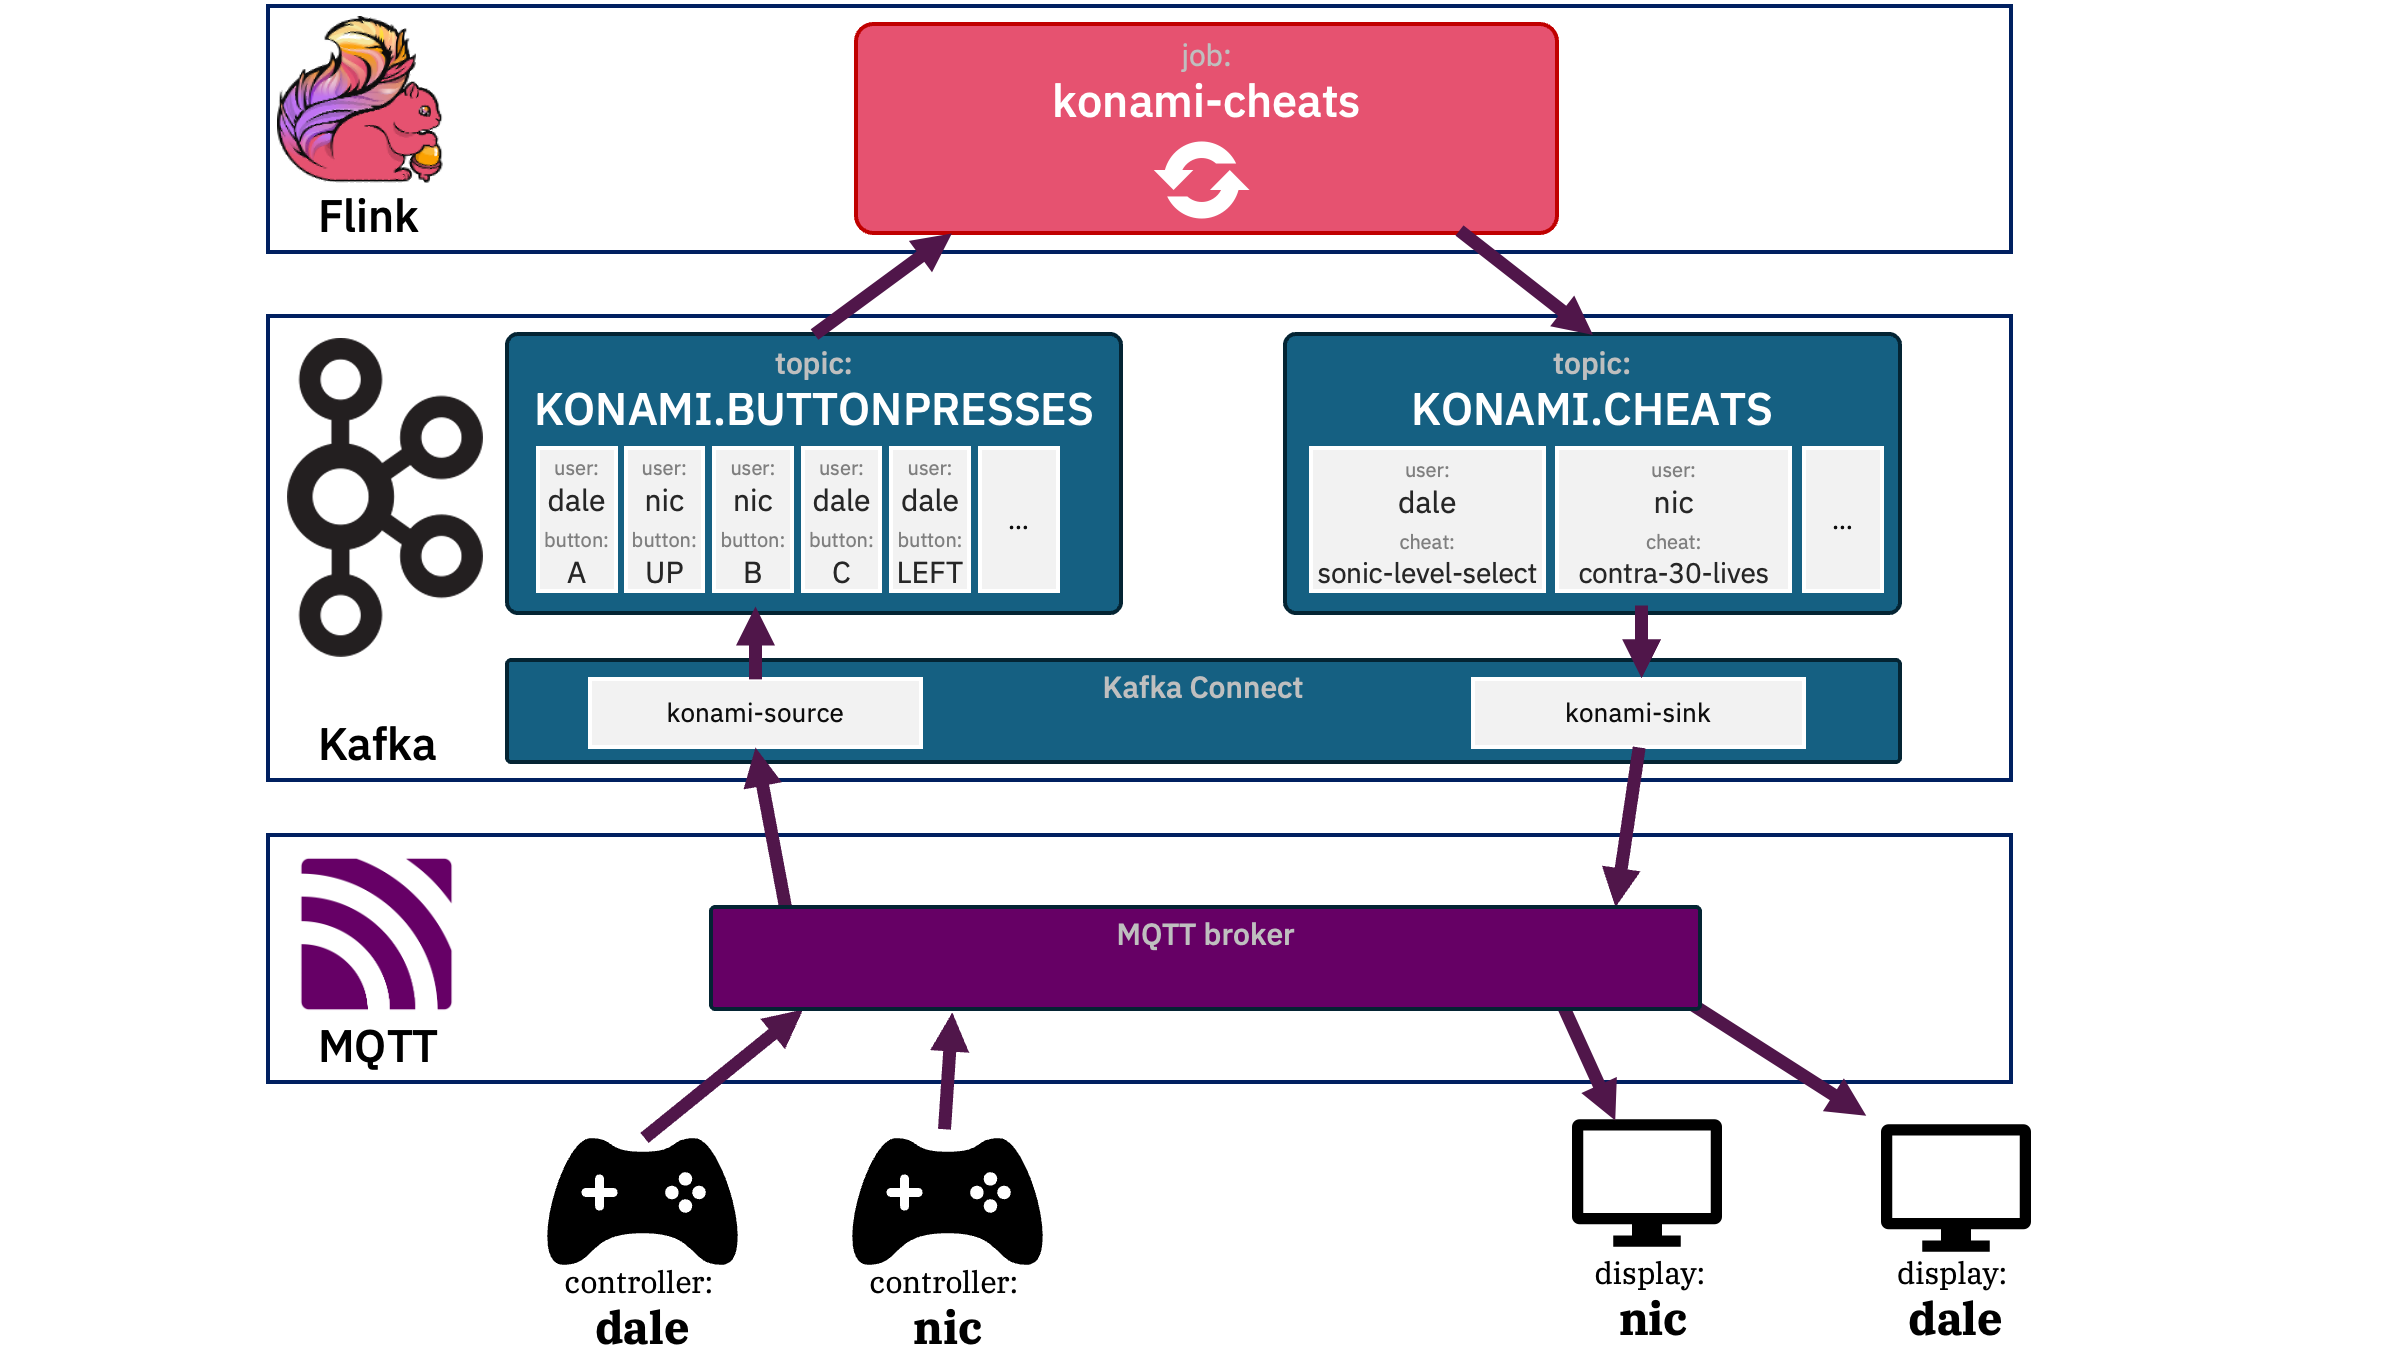 job:
konami-cheats
Flink
topic:
KONAMI.BUTTONPRESSES
user:
dale
button:
A
user:
nic
button:
UP
user:
nic
button:
B
user:
dale
button:
C
user:
dale
button:
LEFT
...
topic:
KONAMI.CHEATS
user:
dale
cheat:
sonic-level-select
user:
nic
cheat:
contra-30-lives
...
Kafka Connect
konami-source
konami-sink
Kafka
MQTT broker
MQTT
controller:
dale
controller:
nic
display:
nic
display:
dale